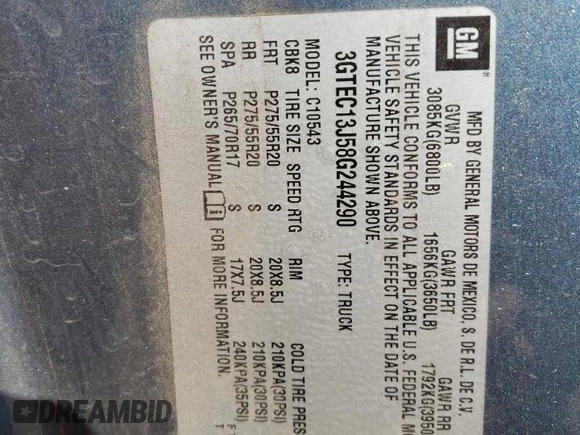 GM
MFD BY GENERAL MOTORS DE MEXICO, S. DE R.L. DE C.V.
GVWR GAWR FRT GAWR RR
3085KG(6800LB) 1656KG(3650LB) 1792KG(3950
THIS VEHICLE CONFORMS TO ALL APPLICABLE U.S. FEDERAL
VEHICLE SAFETY STANDARDS IN EFFECT ON THE DATE OF
MANUFACTURE SHOWN ABOVE.
3GTEC13J58G244290 TYPE: TRUCK
MODEL: C10543
CBK8 TIRE SIZE SPEED RTG RIM COLD TIRE PRES
FRT P275/55R20 S 20X8.5J 210KPA(30PSI)
RR P275/55R20 S 20X8.5J 210KPA(30PSI)
SPA P265/70R17 S 17X7.5J 240KPA(35PSI)
SEE OWNER'S MANUAL FOR MORE INFORMATION.
DREAMBID